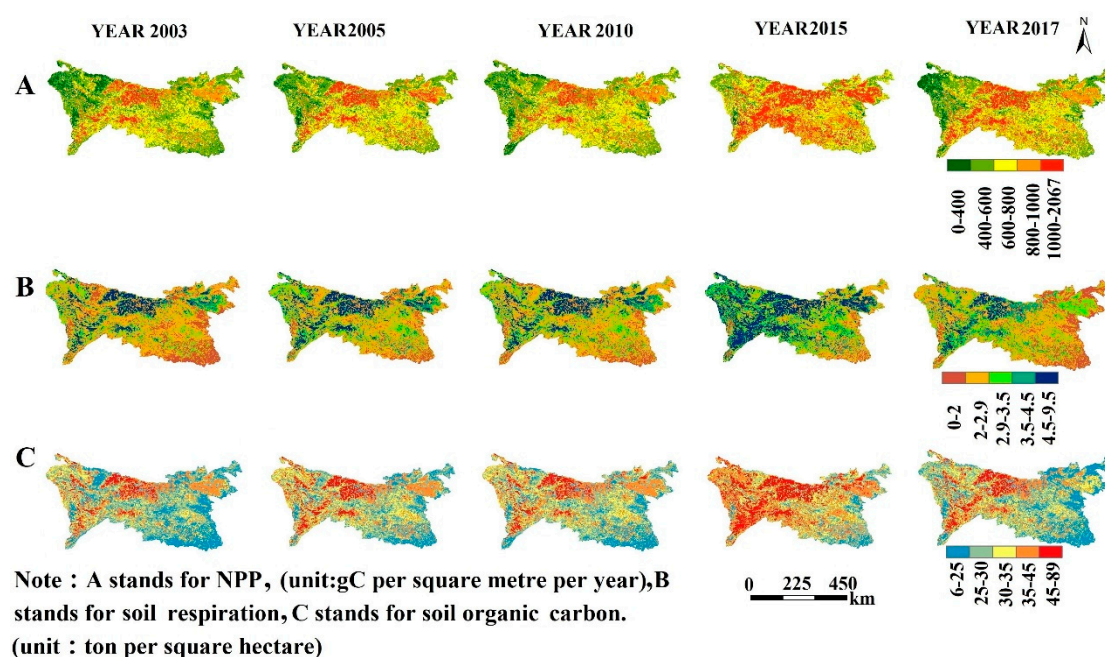 YEAR 2003 YEAR2005 YEAR 2010 YEAR2015 YEAR2017 N
A
0-400
400-600
600-800
800-1000
1000-2067
B
0-2
2-2.9
2.9-3.5
3.5-4.5
4.5-9.5
C
6-25
25-30
30-35
35-45
45-89
Note : A stands for NPP, (unit:gC per square metre per year),B
stands for soil respiration, C stands for soil organic carbon.
(unit : ton per square hectare)
0 225 450
km